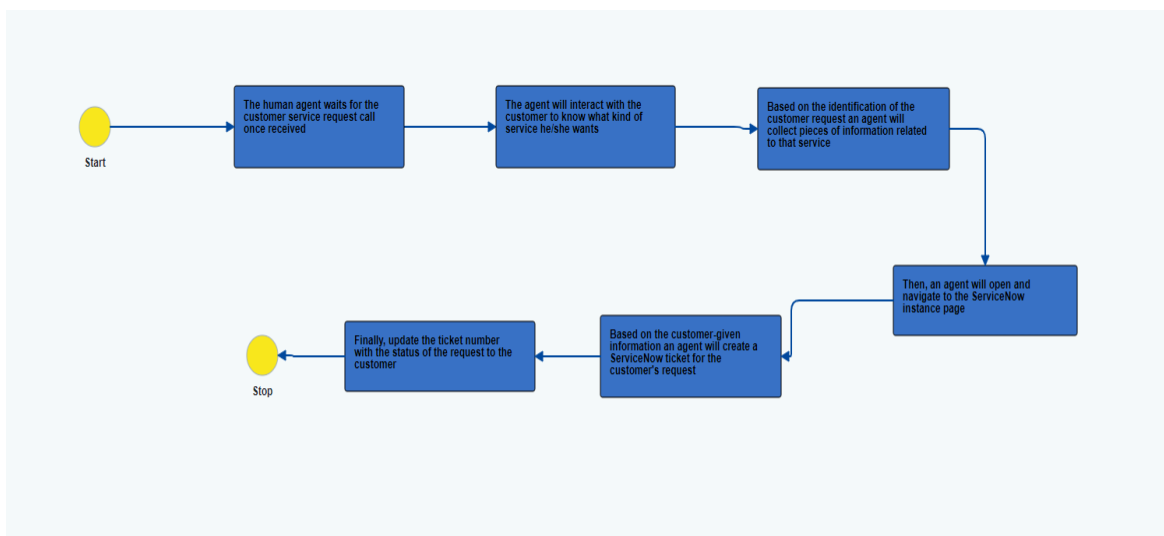 Start
The human agent waits for the
customer service request call
once received
The agent will interact with the
customer to know what kind of
service he/she wants
Based on the identification of the
customer request an agent will
collect pieces of information related
to that service
Then, an agent will open and
navigate to the ServiceNow
instance page
Based on the customer-given
information an agent will create a
ServiceNow ticket for the
customer's request
Finally, update the ticket number
with the status of the request to the
customer
Stop